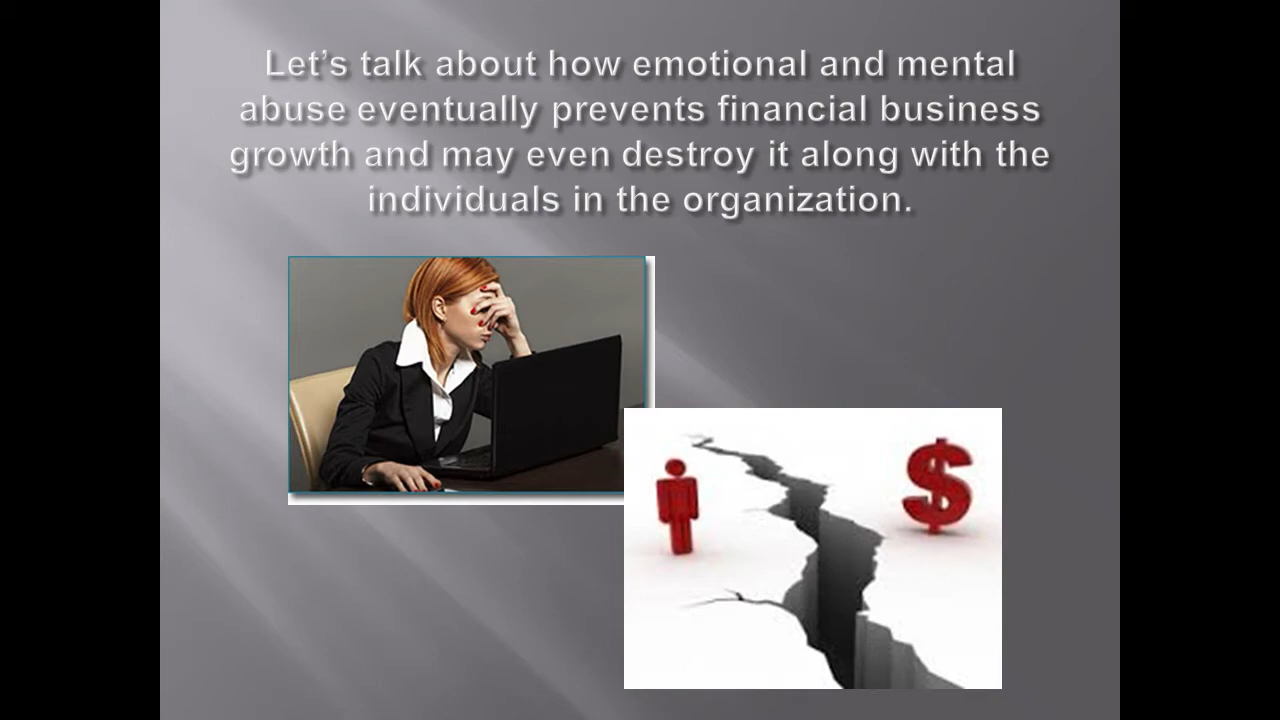 Let’s talk about how emotional and mental
abuse eventually prevents financial business
growth and may even destroy it along with the
individuals in the organization.
$